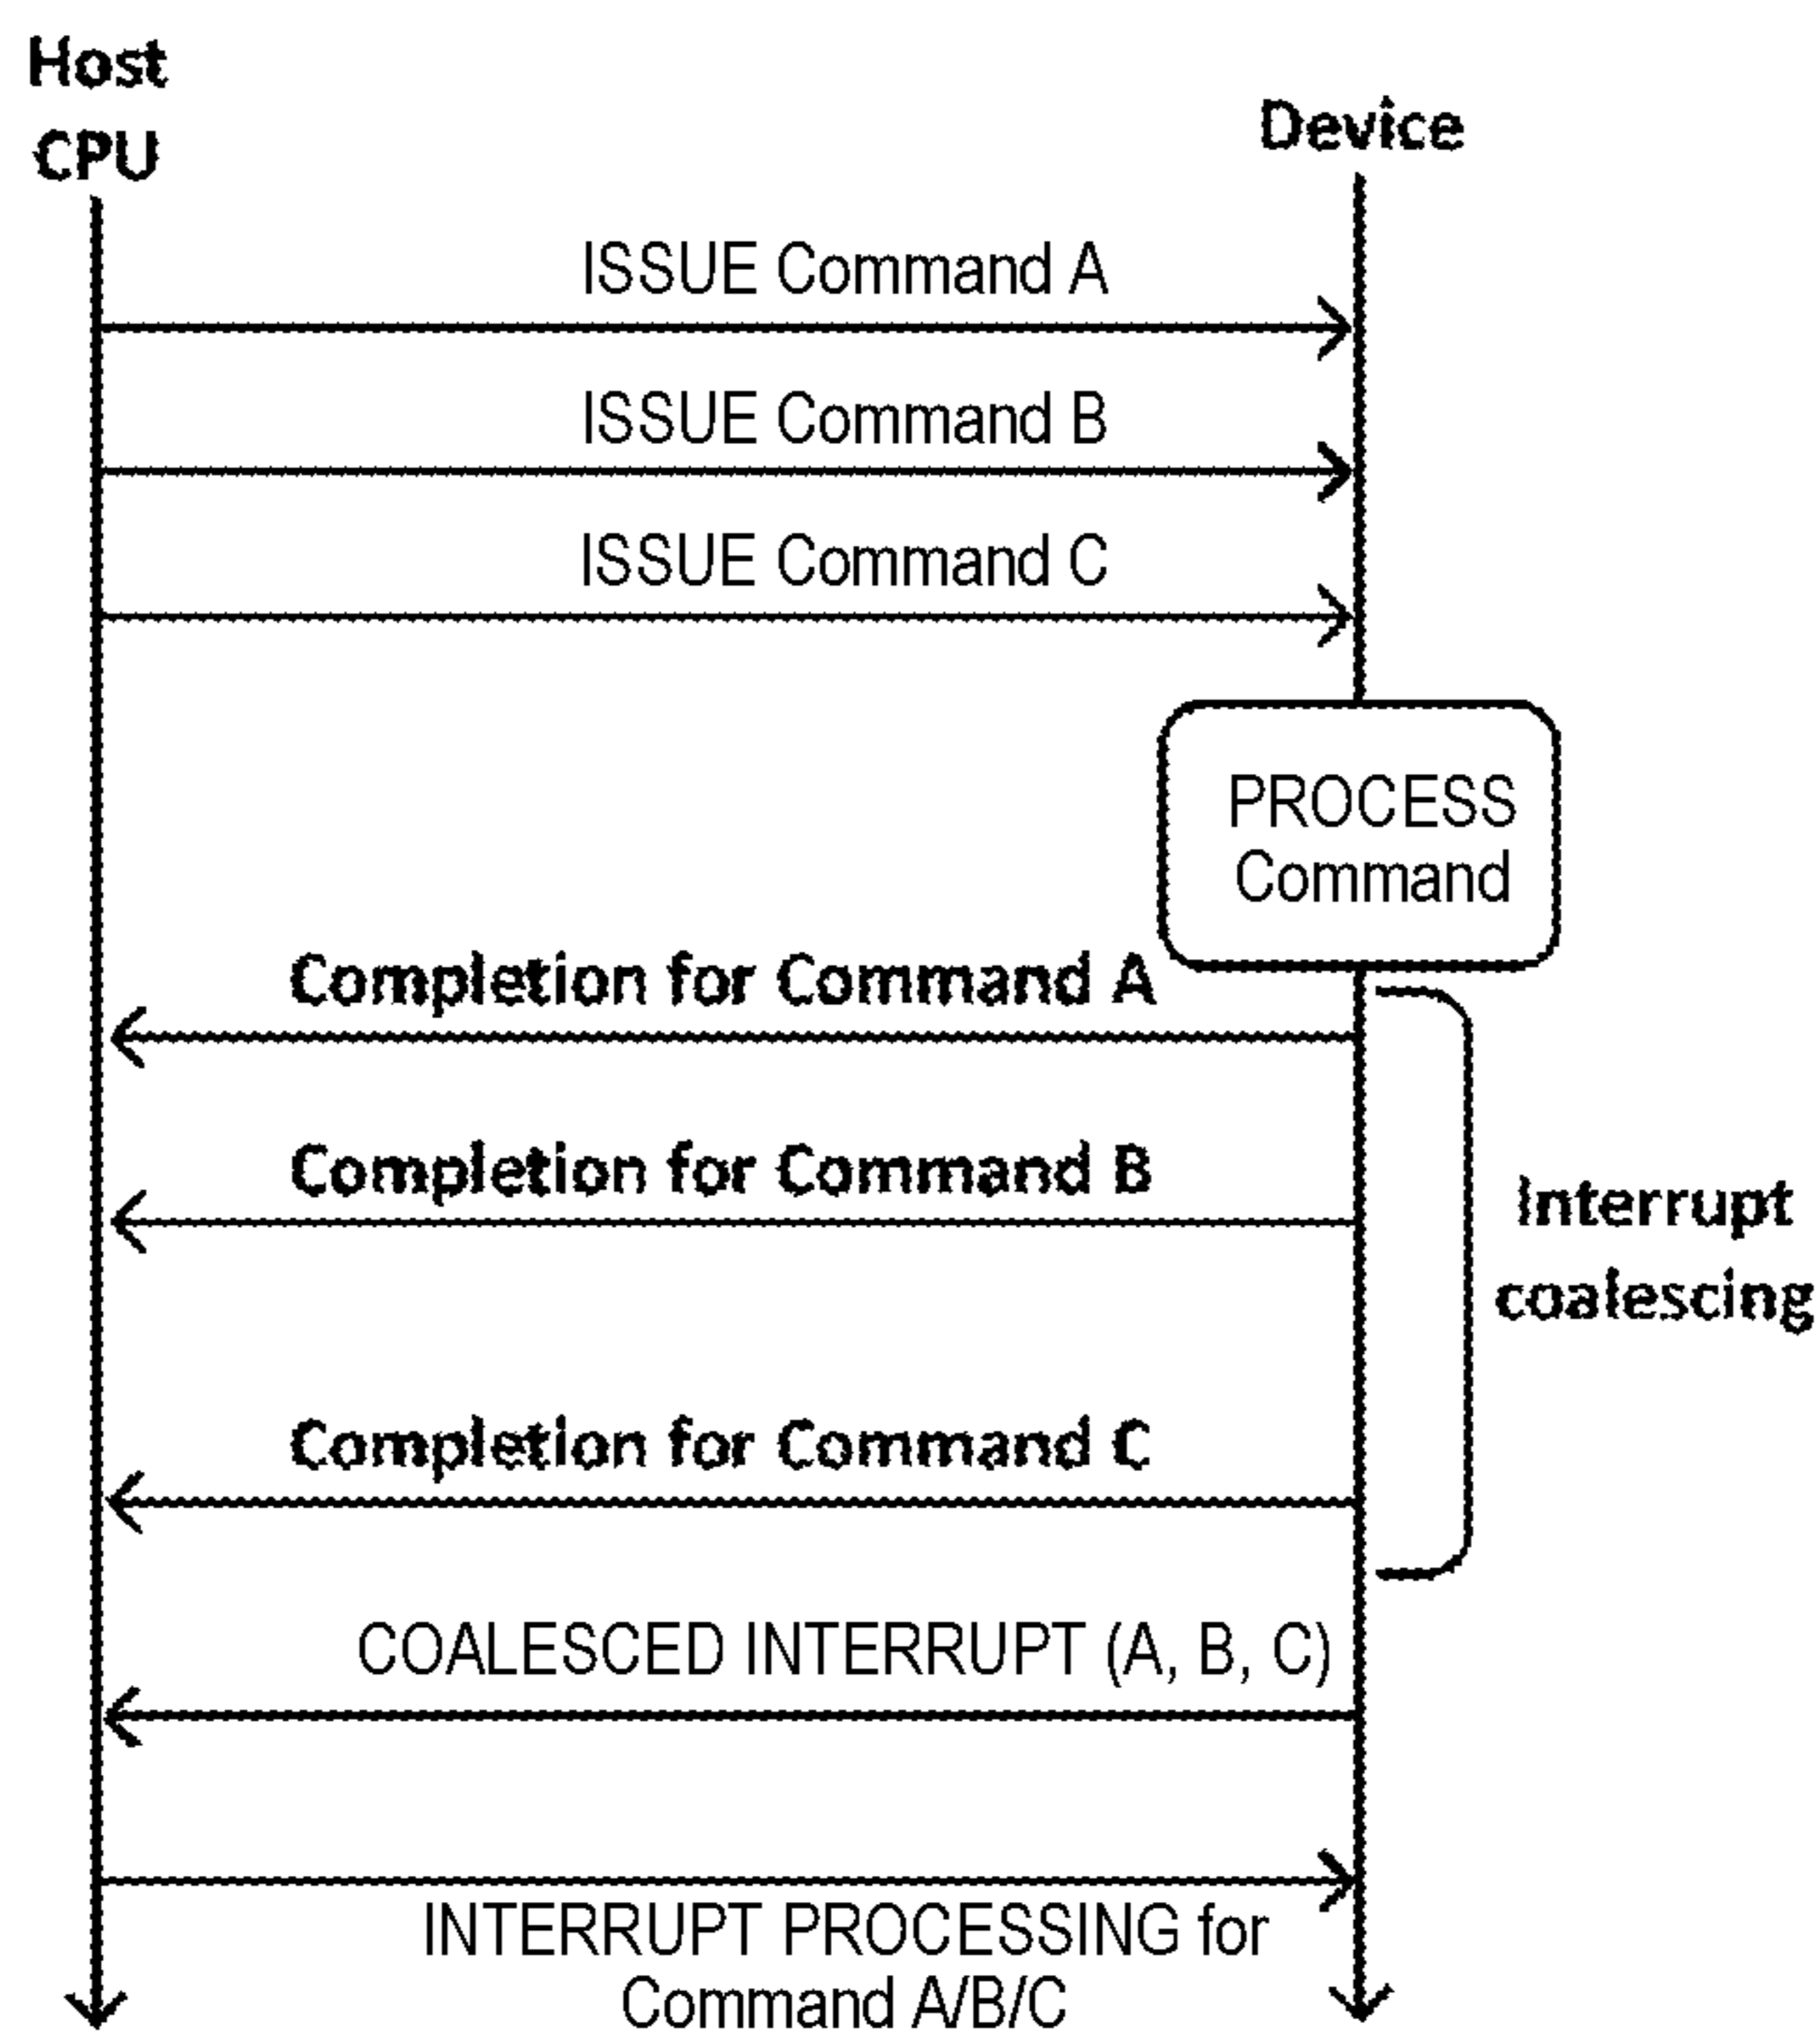 Host
CPU
Device
ISSUE Command A
ISSUE Command B
ISSUE Command C
PROCESS
Command
Completion for Command A
Completion for Command B
Interrupt
coalescing
Completion for Command C
COALESCED INTERRUPT (A, B, C)
INTERRUPT PROCESSING for
Command A/B/C